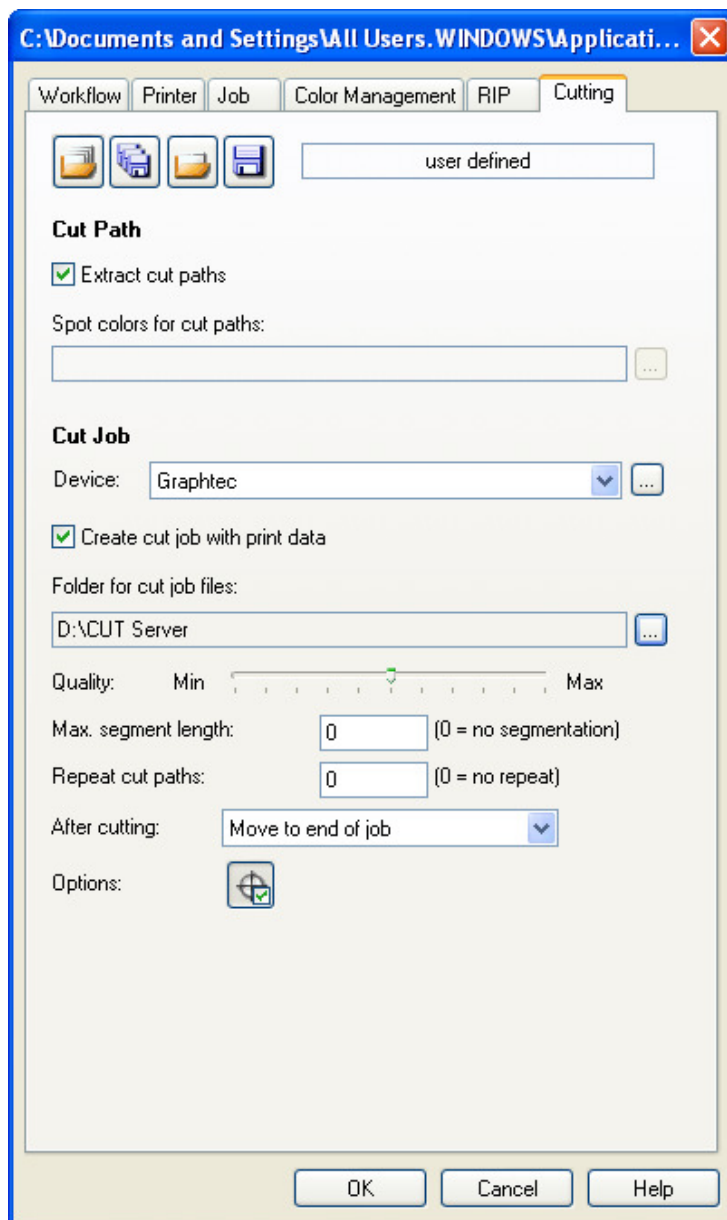 C:\Documents and Settings\All Users.WINDOWS\Applicati...
Workflow Printer Job Color Management RIP Cutting
user defined
Cut Path
Extract cut paths
Spot colors for cut paths:
...
Cut Job
Device: Graphtec ...
Create cut job with print data
Folder for cut job files:
D:\CUT Server ...
Quality: Min Max
Max. segment length: 0 (0 = no segmentation)
Repeat cut paths: 0 (0 = no repeat)
After cutting: Move to end of job
Options:
OK Cancel Help